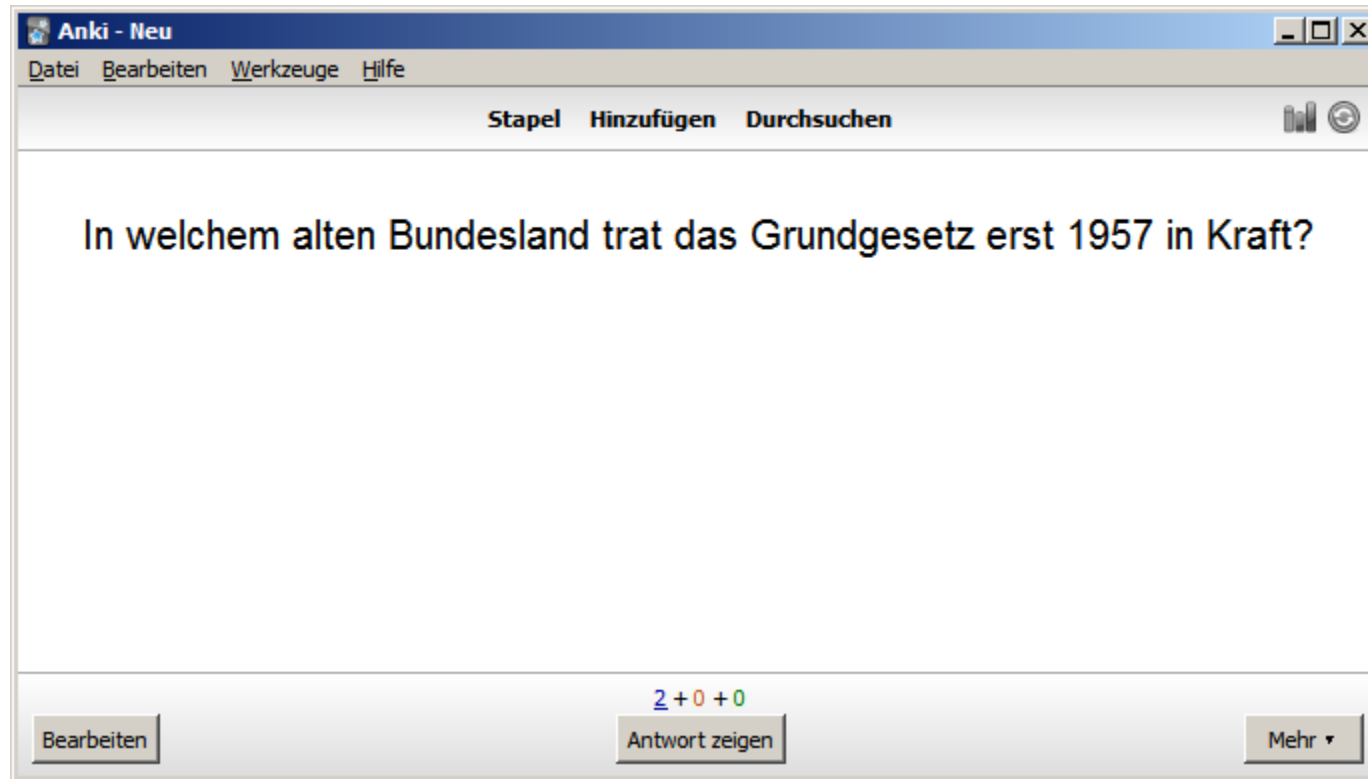 Anki - Neu
Datei Bearbeiten Werkzeuge Hilfe
Stapel Hinzufügen Durchsuchen
In welchem alten Bundesland trat das Grundgesetz erst 1957 in Kraft?
2 + 0 + 0
Bearbeiten Antwort zeigen Mehr ▾